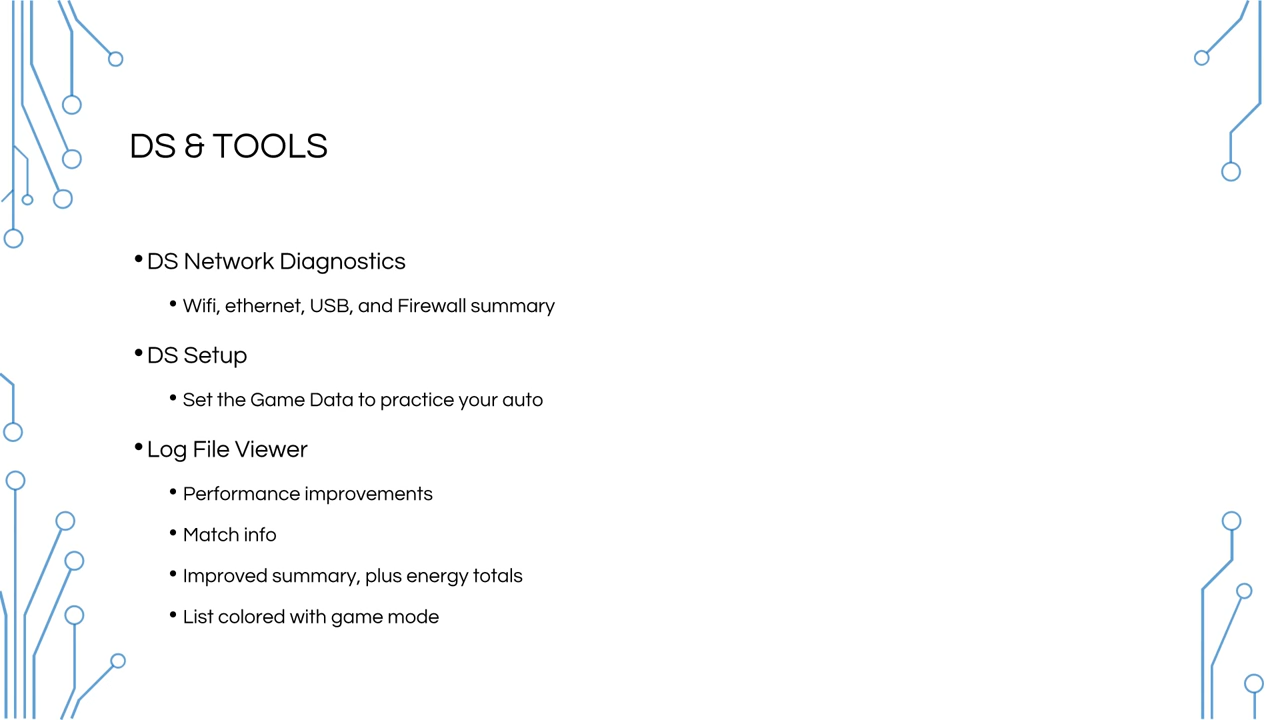 DS & TOOLS
•DS Network Diagnostics
• Wifi, ethernet, USB, and Firewall summary
•DS Setup
• Set the Game Data to practice your auto
•Log File Viewer
• Performance improvements
• Match info
• Improved summary, plus energy totals
• List colored with game mode